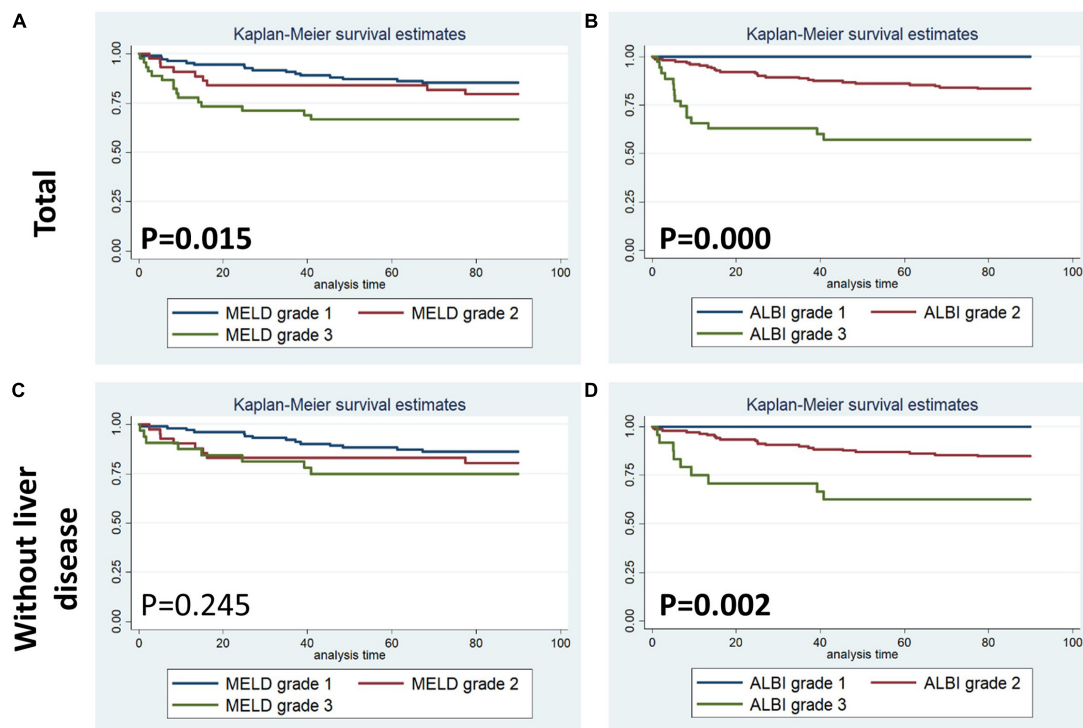 A
Kaplan-Meier survival estimates
1.00
0.75
0.50
0.25
0.00
P=0.015
0 20 40 60 80 100
analysis time
MELD grade 1 MELD grade 2
MELD grade 3
B
Kaplan-Meier survival estimates
1.00
0.75
0.50
0.25
0.00
P=0.000
0 20 40 60 80 100
analysis time
ALBI grade 1 ALBI grade 2
ALBI grade 3
Total
C
Kaplan-Meier survival estimates
1.00
0.75
0.50
0.25
0.00
P=0.245
0 20 40 60 80 100
analysis time
MELD grade 1 MELD grade 2
MELD grade 3
D
Kaplan-Meier survival estimates
1.00
0.75
0.50
0.25
0.00
P=0.002
0 20 40 60 80 100
analysis time
ALBI grade 1 ALBI grade 2
ALBI grade 3
Without liver
disease